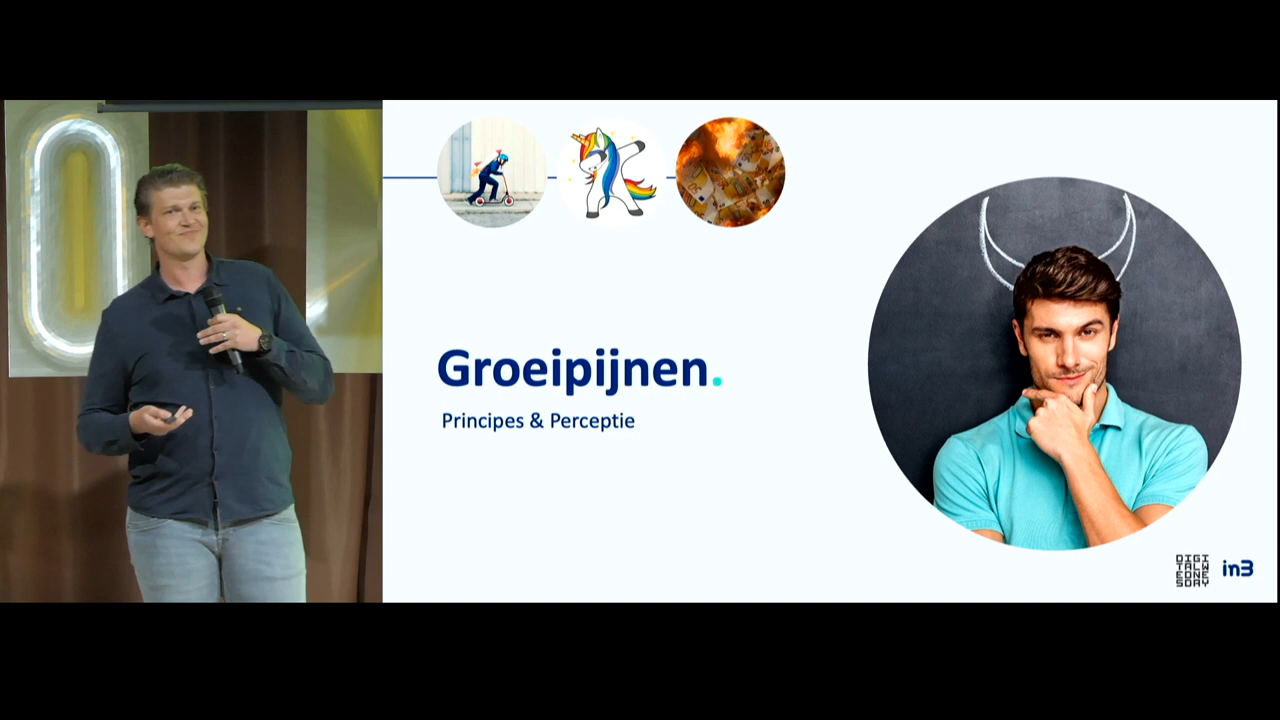 Groeipijnen.
Principes & Perceptie
DIGI
TALW
EDNE
SDAY
in3